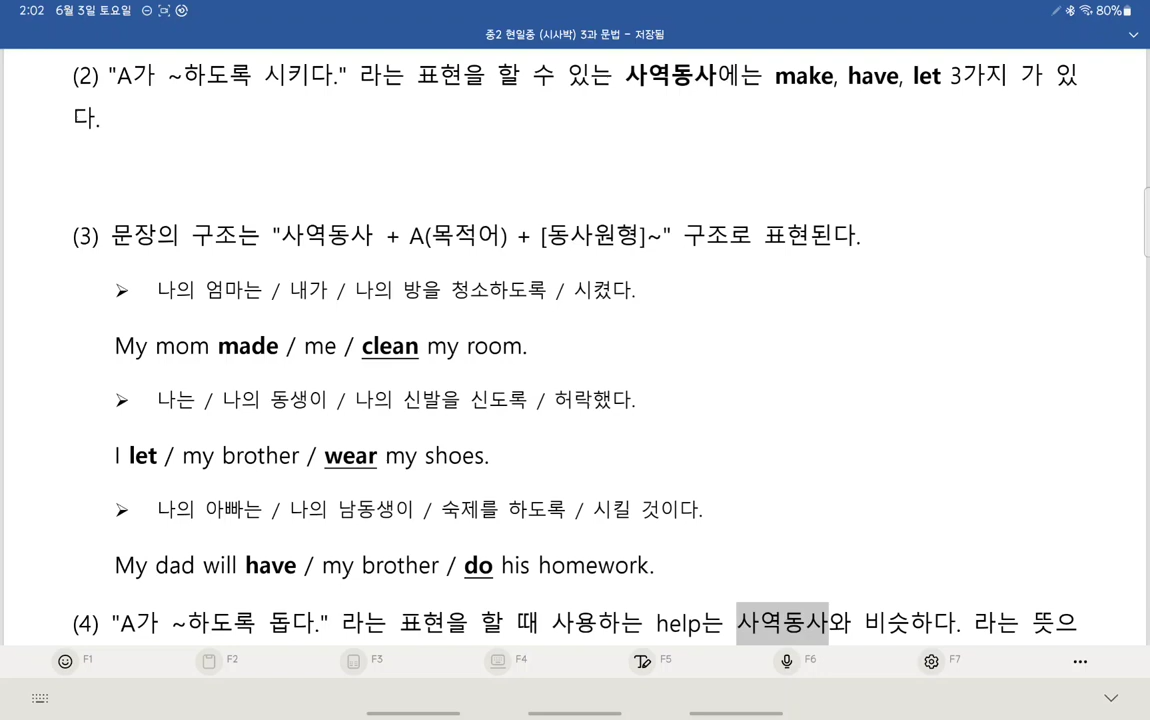 2:02 6월 3일 토요일 80%
중2 현일중 (시사박) 3과 문법 – 저장됨
(2) "A가 ~하도록 시키다." 라는 표현을 할 수 있는 사역동사에는 make, have, let 3가지 가 있
다.
(3) 문장의 구조는 "사역동사 + A(목적어) + [동사원형]~" 구조로 표현된다.
➢ 나의 엄마는 / 내가 / 나의 방을 청소하도록 / 시켰다.
My mom made / me / clean my room.
➢ 나는 / 나의 동생이 / 나의 신발을 신도록 / 허락했다.
I let / my brother / wear my shoes.
➢ 나의 아빠는 / 나의 남동생이 / 숙제를 하도록 / 시킬 것이다.
My dad will have / my brother / do his homework.
(4) "A가 ~하도록 돕다." 라는 표현을 할 때 사용하는 help는 사역동사와 비슷하다. 라는 뜻으
F1 F2 F3 F4 F5 F6 F7